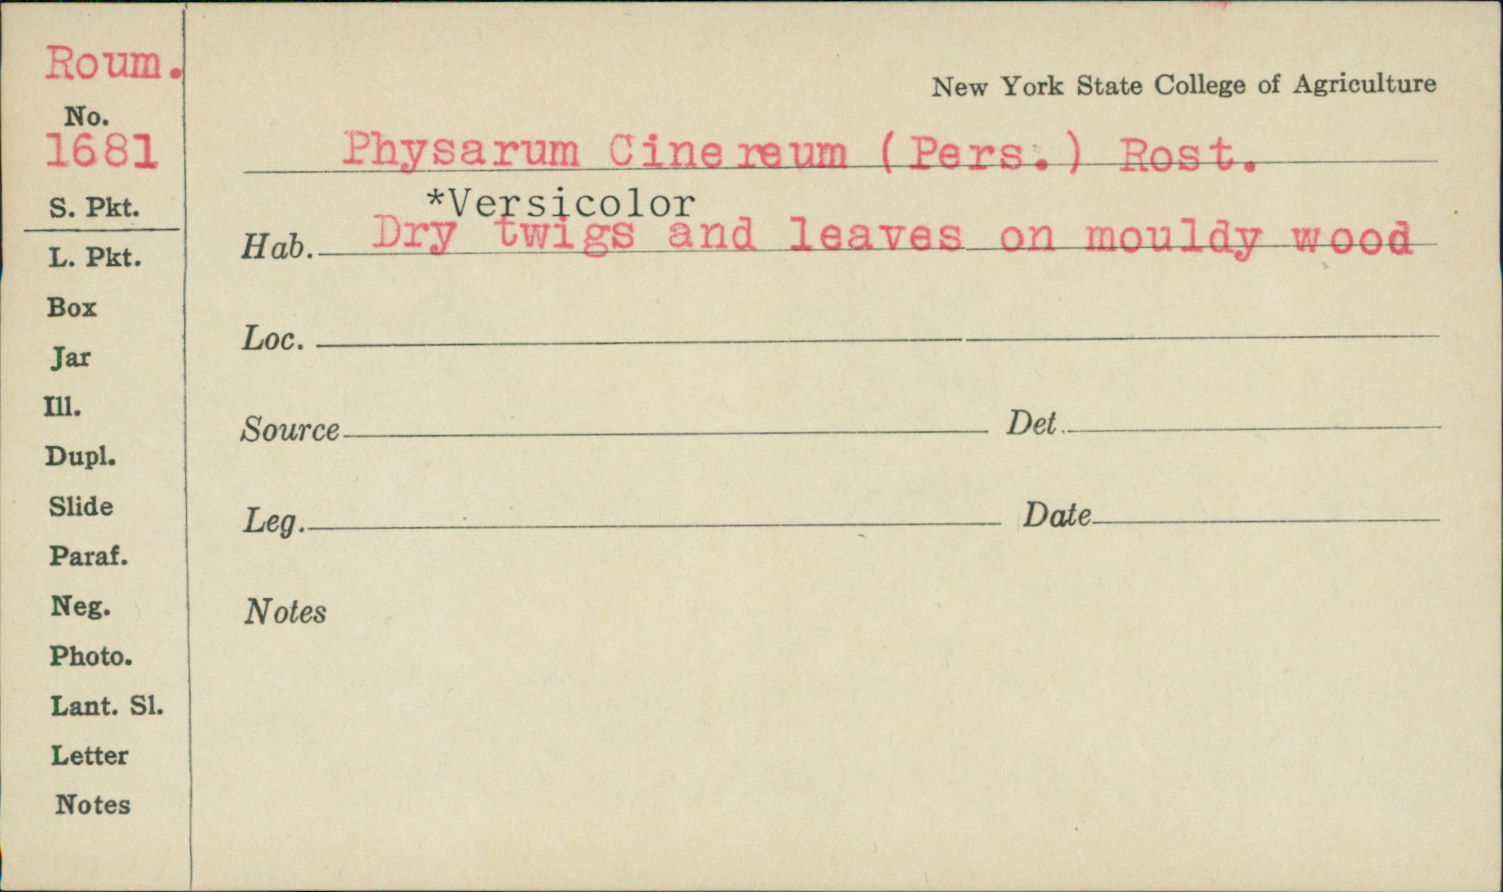 Roum.
No.
1681
S. Pkt.
L. Pkt.
Box
Jar
Ill.
Dupl.
Slide
Paraf.
Neg.
Photo.
Lant. Sl.
Letter
Notes
New York State College of Agriculture
Physarum Cinereum (Pers.) Rost.
*Versicolor
Hab. Dry twigs and leaves on mouldy wood
Loc.
Source Det.
Leg. Date
Notes